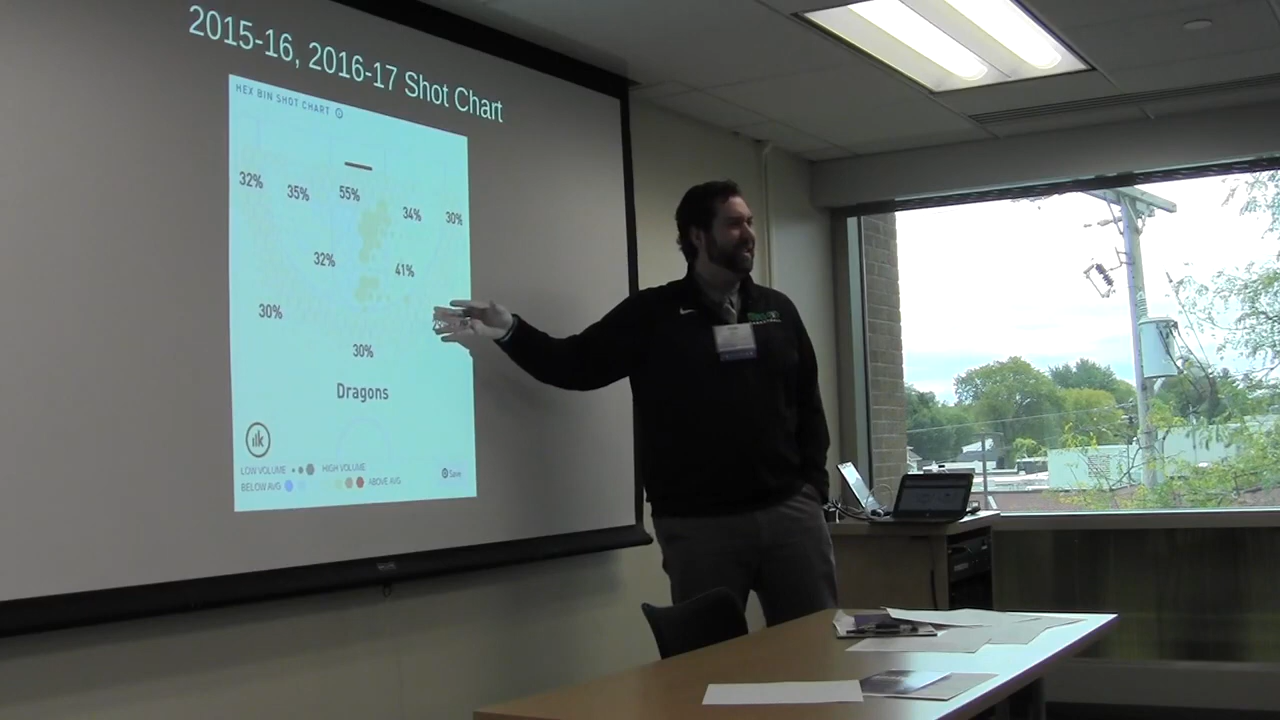 2015-16, 2016-17 Shot Chart
HEX BIN SHOT CHART
32% 35% 55% 34% 30%
32% 41%
30%
30%
Dragons
LOW VOLUME HIGH VOLUME
Save
BELOW AVG ABOVE AVG